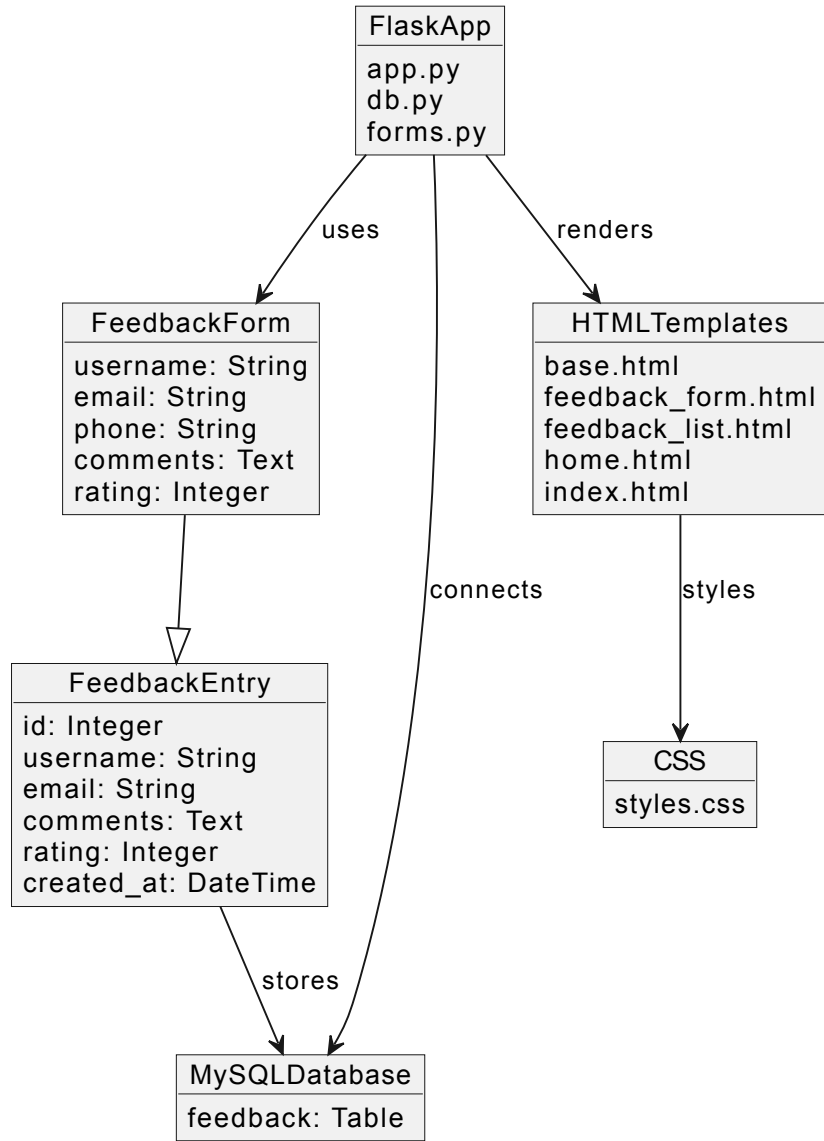 FlaskApp
app.py
db.py
forms.py
uses
renders
FeedbackForm
username: String
email: String
phone: String
comments: Text
rating: Integer
HTMLTemplates
base.html
feedback_form.html
feedback_list.html
home.html
index.html
connects
styles
FeedbackEntry
id: Integer
username: String
email: String
comments: Text
rating: Integer
created_at: DateTime
CSS
styles.css
stores
MySQLDatabase
feedback: Table